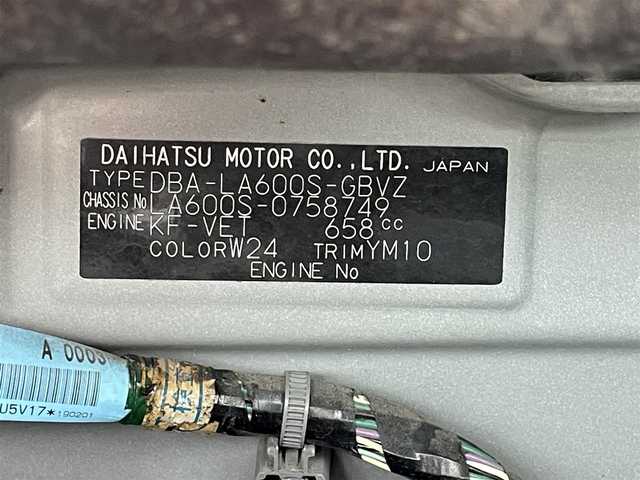 DAIHATSU MOTOR CO.,LTD. JAPAN
TYPE DBA-LA600S-GBVZ
CHASSIS No LA600S-0758749
ENGINE KF-VET 658 cc
COLOR W24 TRIM YM10
ENGINE No
A 0003
U5V17* 190201